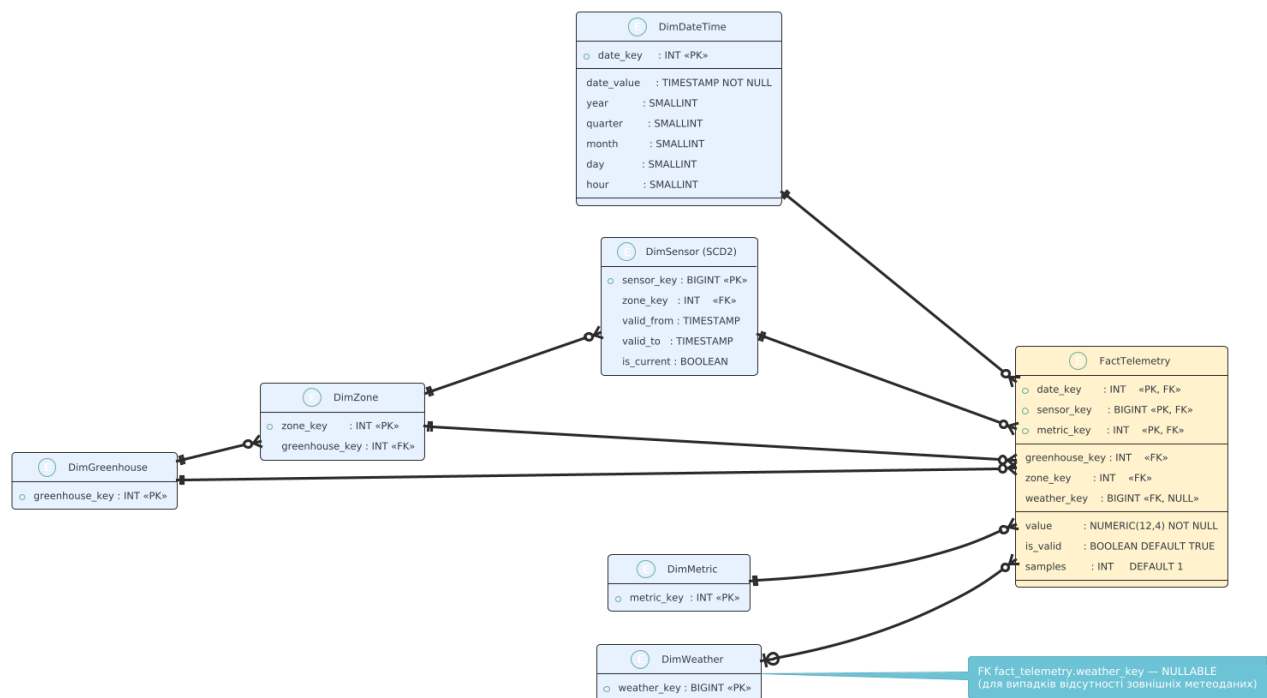 DimDateTime
date_key : INT «PK»
date_value : TIMESTAMP NOT NULL
year : SMALLINT
quarter : SMALLINT
month : SMALLINT
day : SMALLINT
hour : SMALLINT
DimSensor (SCD2)
sensor_key : BIGINT «PK»
zone_key : INT «FK»
valid_from : TIMESTAMP
valid_to : TIMESTAMP
is_current : BOOLEAN
DimZone
zone_key : INT «PK»
greenhouse_key : INT «FK»
DimGreenhouse
greenhouse_key : INT «PK»
FactTelemetry
date_key : INT «PK, FK»
sensor_key : BIGINT «PK, FK»
metric_key : INT «PK, FK»
greenhouse_key : INT «FK»
zone_key : INT «FK»
weather_key : BIGINT «FK, NULL»
value : NUMERIC(12,4) NOT NULL
is_valid : BOOLEAN DEFAULT TRUE
samples : INT DEFAULT 1
DimMetric
metric_key : INT «PK»
DimWeather
weather_key : BIGINT «PK»
FK fact_telemetry.weather_key — NULLABLE
(для випадків відсутності зовнішніх метеоданих)